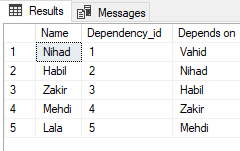 Results Messages
Name Dependency_id Depends on
1 Nihad 1 Vahid
2 Habil 2 Nihad
3 Zakir 3 Habil
4 Mehdi 4 Zakir
5 Lala 5 Mehdi